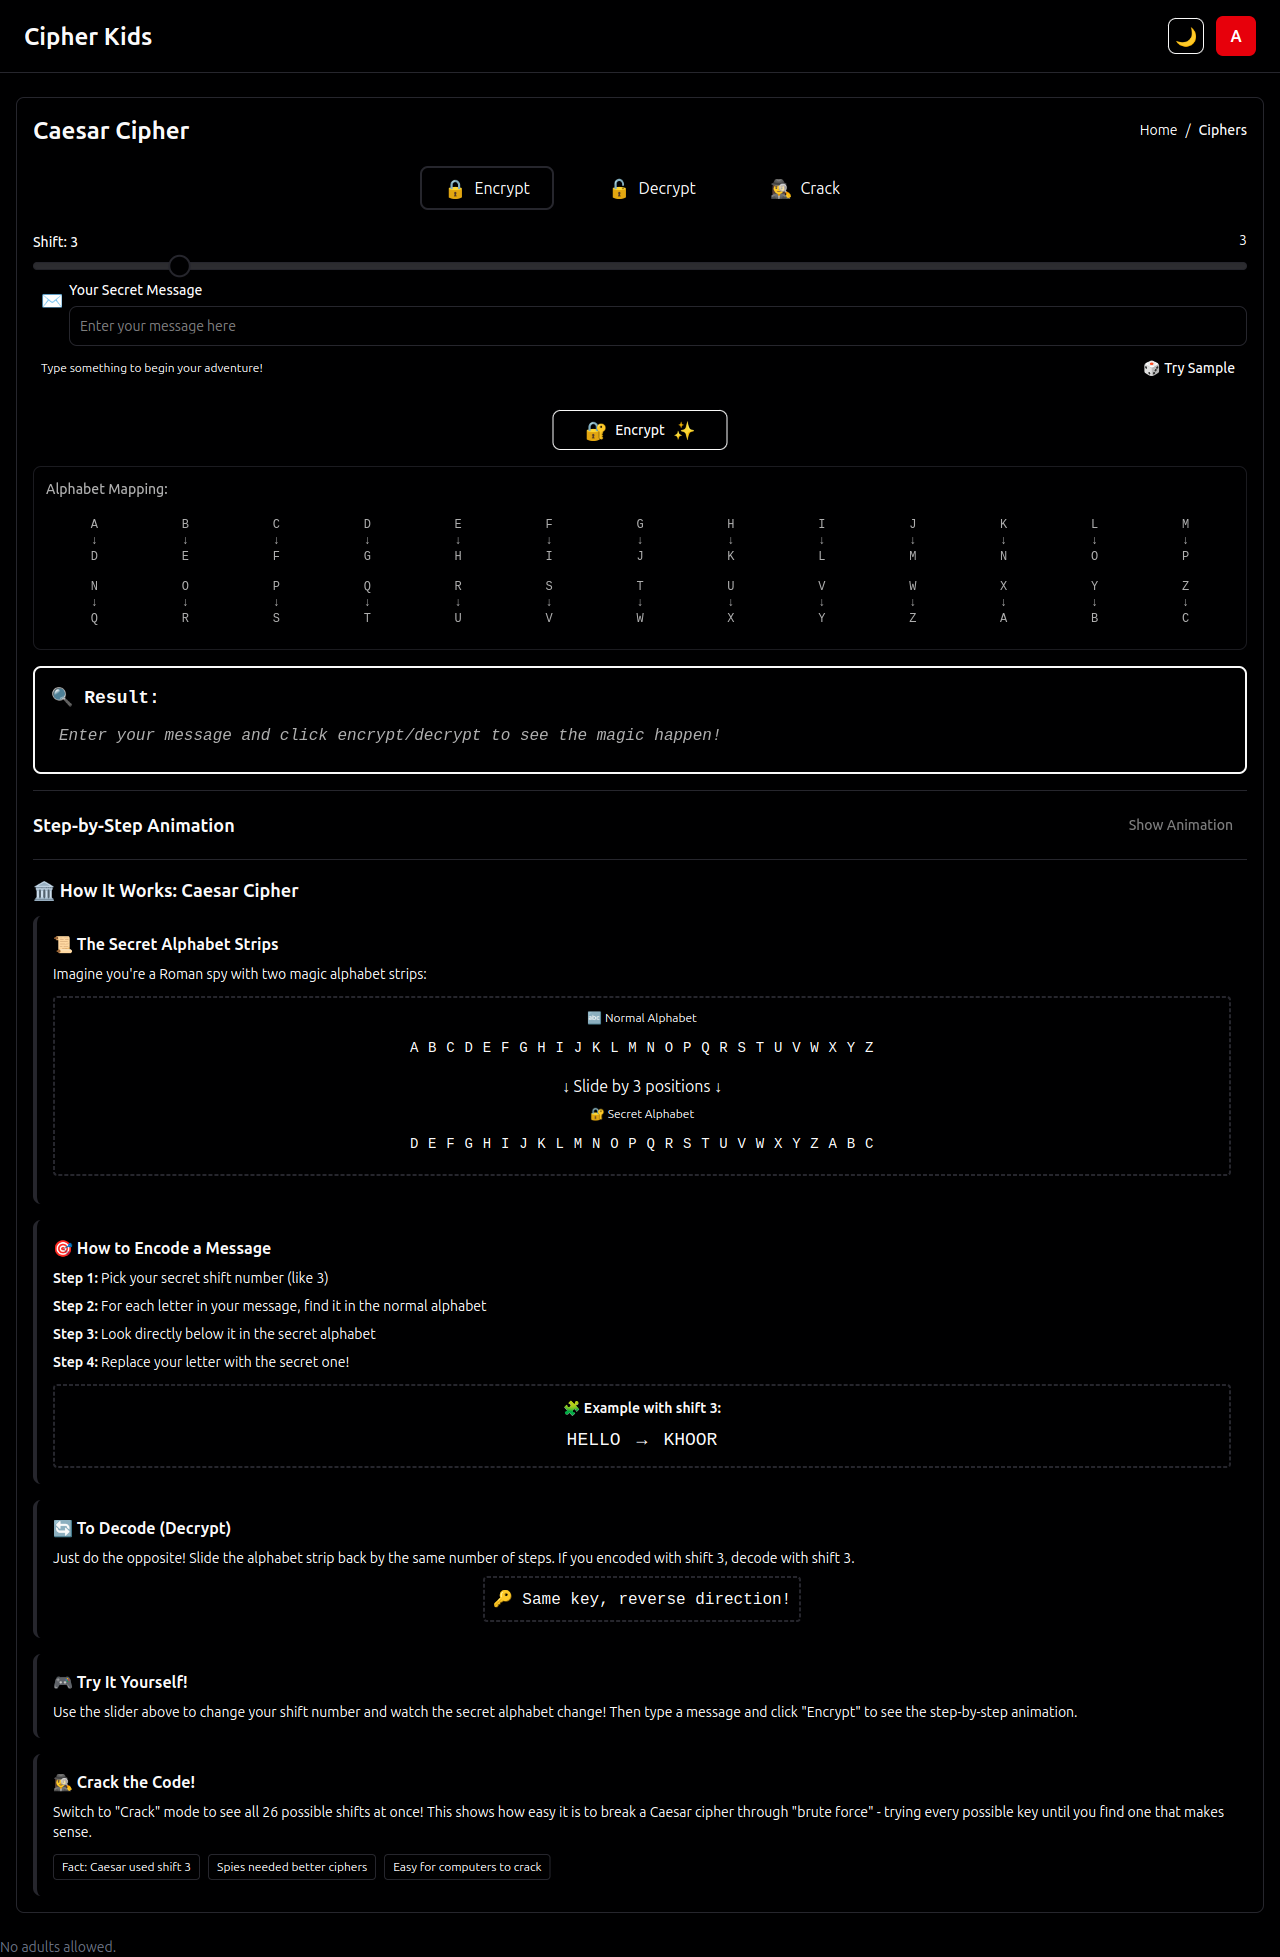 Cipher Kids
🌙 A
Caesar Cipher
Home / Ciphers
🔒 Encrypt 🔓 Decrypt 🕵️ Crack
Shift: 3 3
Your Secret Message
Enter your message here
Type something to begin your adventure!
🎲 Try Sample
🔐 Encrypt ✨
Alphabet Mapping:
A B C D E F G H I J K L M
↓ ↓ ↓ ↓ ↓ ↓ ↓ ↓ ↓ ↓ ↓ ↓ ↓
D E F G H I J K L M N O P
N O P Q R S T U V W X Y Z
↓ ↓ ↓ ↓ ↓ ↓ ↓ ↓ ↓ ↓ ↓ ↓ ↓
Q R S T U V W X Y Z A B C
🔍 Result:
Enter your message and click encrypt/decrypt to see the magic happen!
Step-by-Step Animation
Show Animation
🏛️ How It Works: Caesar Cipher
📜 The Secret Alphabet Strips
Imagine you're a Roman spy with two magic alphabet strips:
🔤 Normal Alphabet
A B C D E F G H I J K L M N O P Q R S T U V W X Y Z
↓ Slide by 3 positions ↓
🔐 Secret Alphabet
D E F G H I J K L M N O P Q R S T U V W X Y Z A B C
🎯 How to Encode a Message
Step 1: Pick your secret shift number (like 3)
Step 2: For each letter in your message, find it in the normal alphabet
Step 3: Look directly below it in the secret alphabet
Step 4: Replace your letter with the secret one!
🧩 Example with shift 3:
HELLO → KHOOR
🔄 To Decode (Decrypt)
Just do the opposite! Slide the alphabet strip back by the same number of steps. If you encoded with shift 3, decode with shift 3.
🔑 Same key, reverse direction!
🎮 Try It Yourself!
Use the slider above to change your shift number and watch the secret alphabet change! Then type a message and click "Encrypt" to see the step-by-step animation.
🕵️ Crack the Code!
Switch to "Crack" mode to see all 26 possible shifts at once! This shows how easy it is to break a Caesar cipher through "brute force" - trying every possible key until you find one that makes
sense.
Fact: Caesar used shift 3 Spies needed better ciphers Easy for computers to crack
No adults allowed.